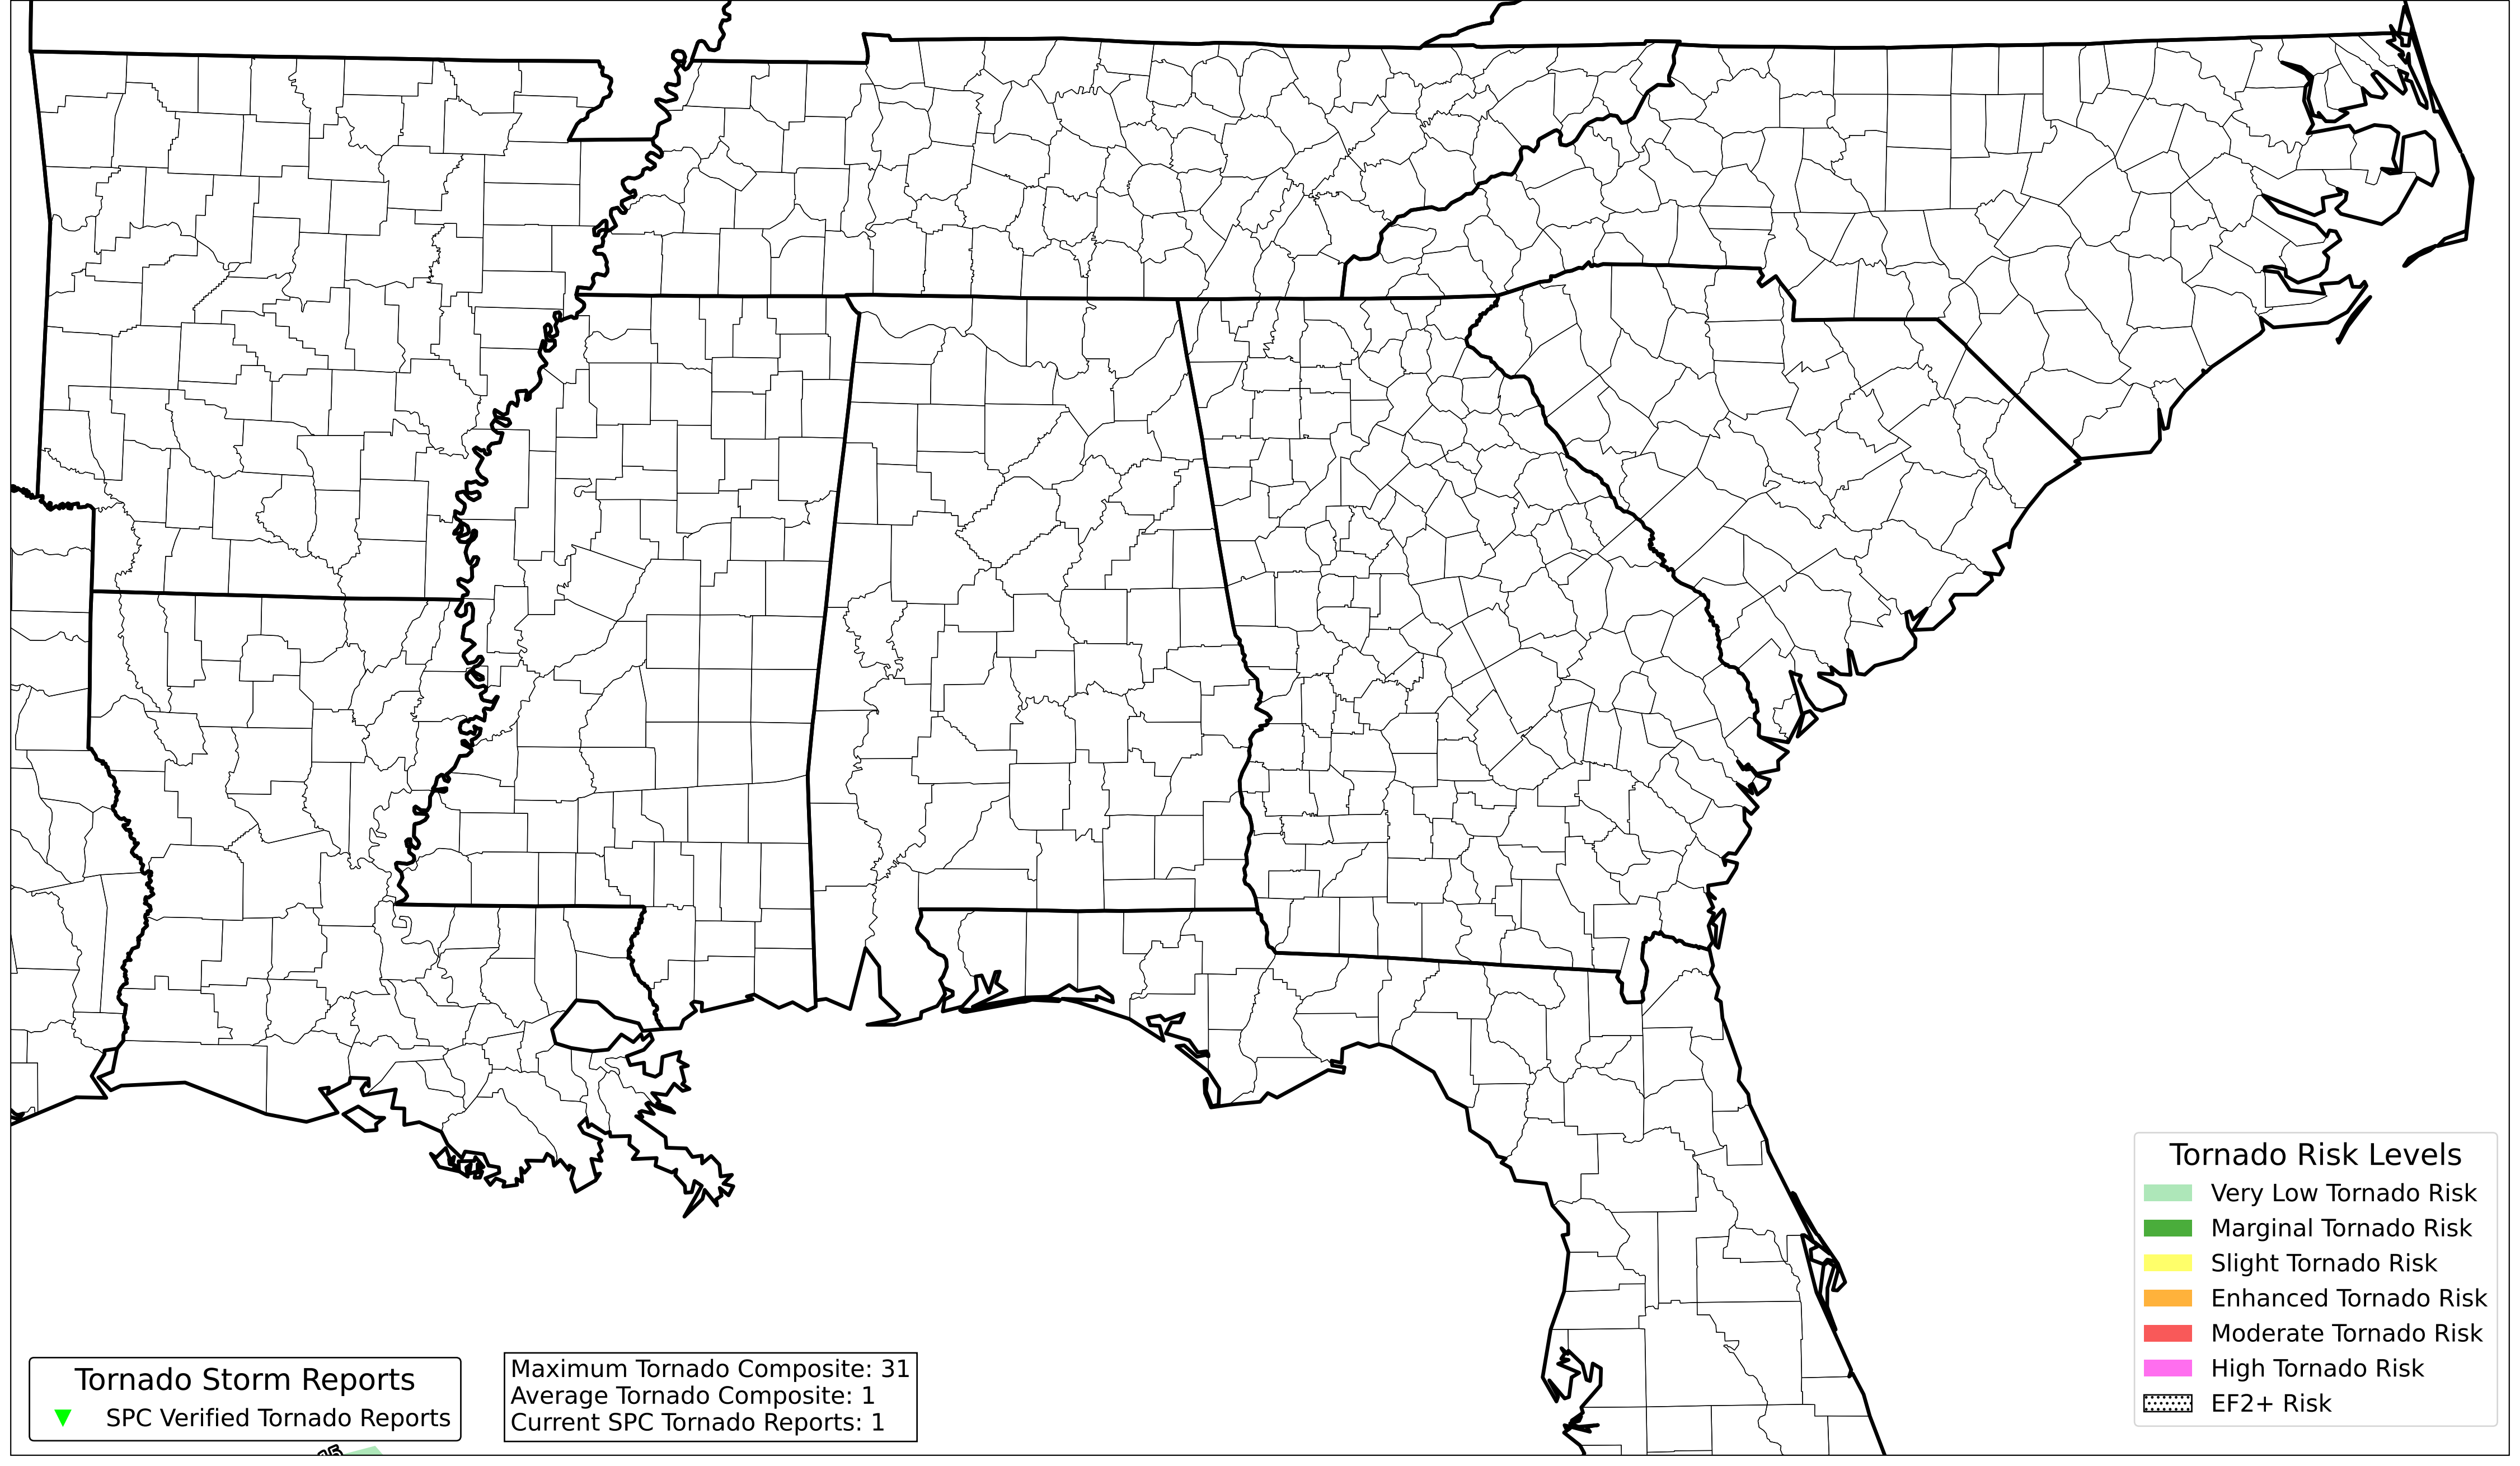 Tornado Risk Levels
Very Low Tornado Risk
Marginal Tornado Risk
Slight Tornado Risk
Enhanced Tornado Risk
Moderate Tornado Risk
High Tornado Risk
EF2+ Risk
Tornado Storm Reports
SPC Verified Tornado Reports
Maximum Tornado Composite: 31
Average Tornado Composite: 1
Current SPC Tornado Reports: 1